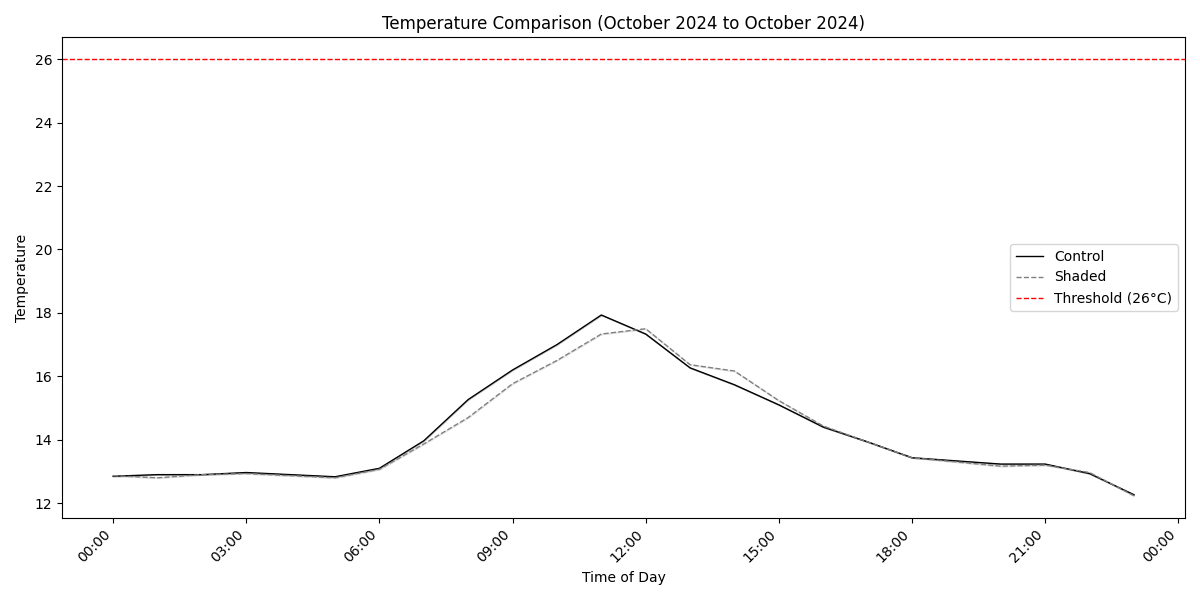 Temperature Comparison (October 2024 to October 2024)
Temperature
26
24
22
20
18
16
14
12
Control
Shaded
Threshold (26°C)
00:00
03:00
06:00
09:00
12:00
15:00
18:00
21:00
00:00
Time of Day